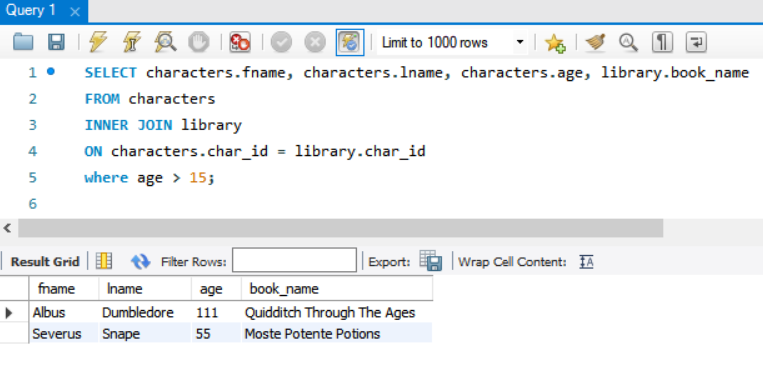 Query 1 ×
Limit to 1000 rows
1 SELECT characters.fname, characters.lname, characters.age, library.book_name
2 FROM characters
3 INNER JOIN library
4 ON characters.char_id = library.char_id
5 where age > 15;
6
Result Grid Filter Rows: Export: Wrap Cell Content: IA
fname lname age book_name
Albus Dumbledore 111 Quidditch Through The Ages
Severus Snape 55 Moste Potente Potions